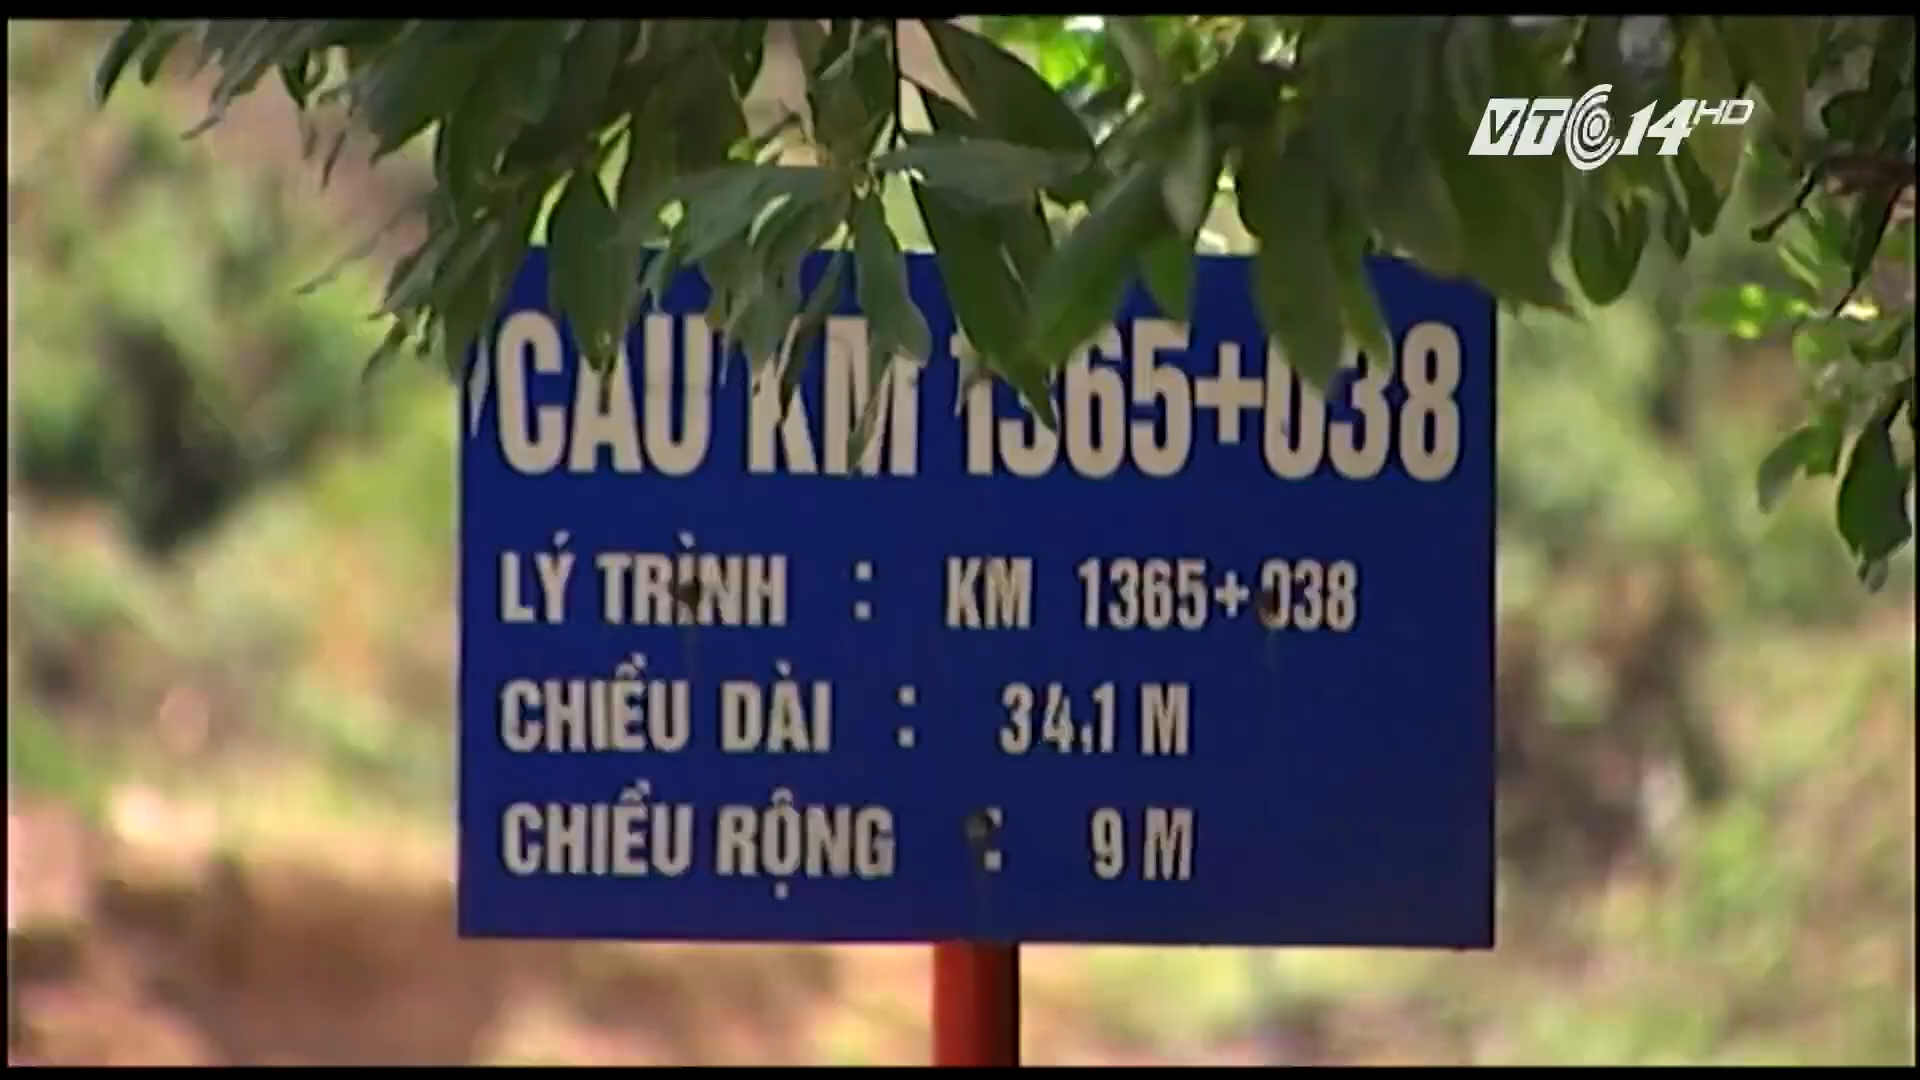 VTC14 HD
CẦU KM 1365+038
LÝ TRÌNH : KM 1365+038
CHIỀU DÀI : 34,1 M
CHIỀU RỘNG : 9 M